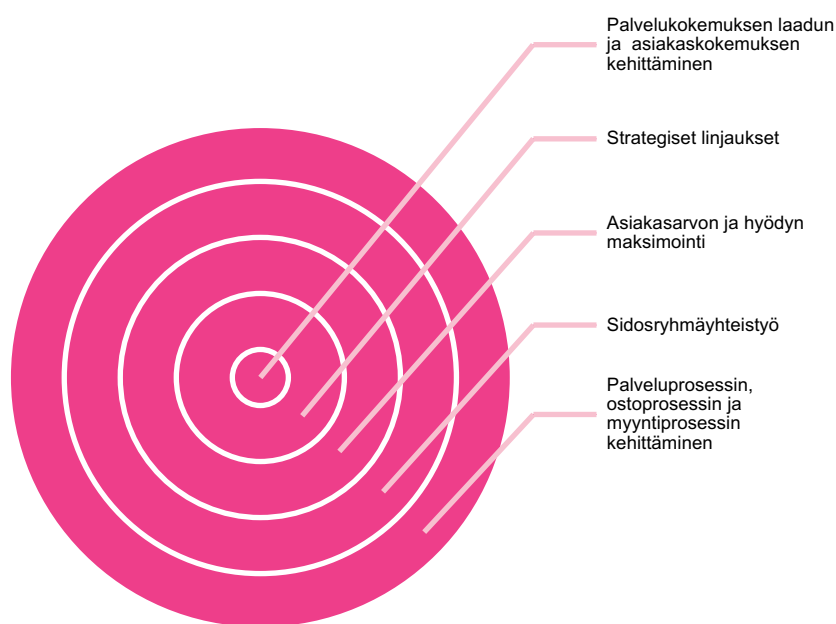 Palvelukokemuksen laadun
ja asiakaskokemuksen
kehittäminen
Strategiset linjaukset
Asiakasarvon ja hyödyn
maksimointi
Sidosryhmäyhteistyö
Palveluprosessin,
ostoprosessin ja
myyntiprosessin
kehittäminen